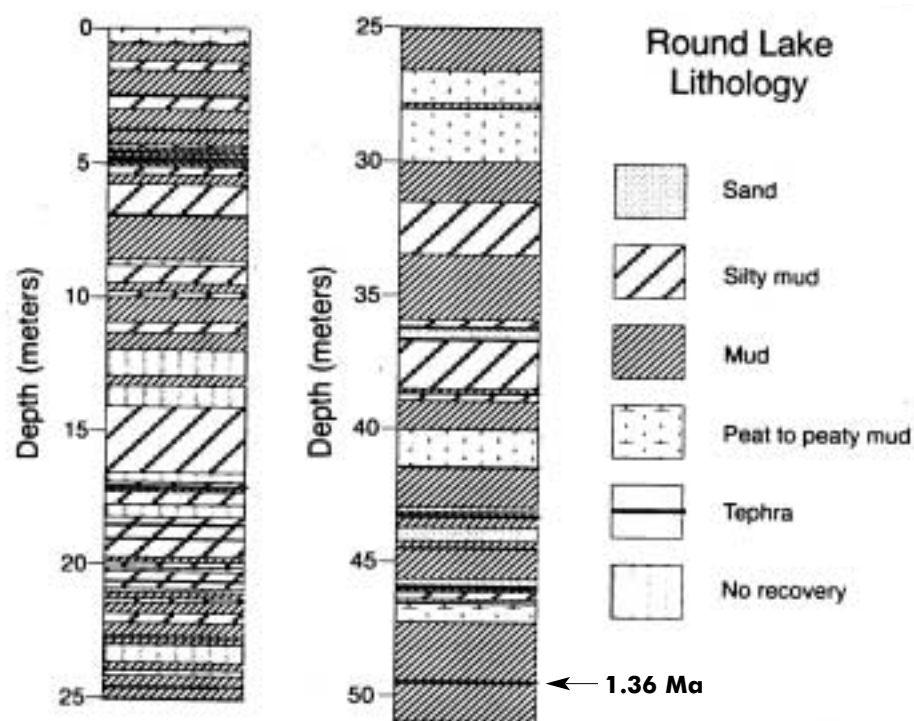 Round Lake
Lithology
Depth (meters)
0
5
10
15
20
25
Depth (meters)
25
30
35
40
45
50
Sand
Silty mud
Mud
Peat to peaty mud
Tephra
No recovery
1.36 Ma